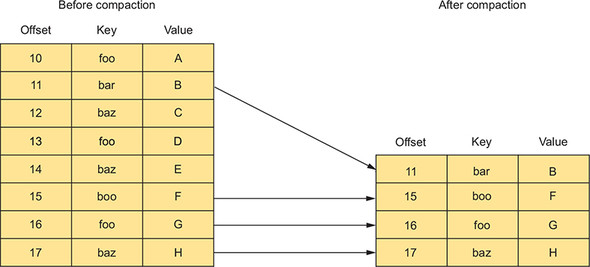 Before compaction
Offset Key Value
10 foo A
11 bar B
12 baz C
13 foo D
14 baz E
15 boo F
16 foo G
17 baz H
After compaction
Offset Key Value
11 bar B
15 boo F
16 foo G
17 baz H